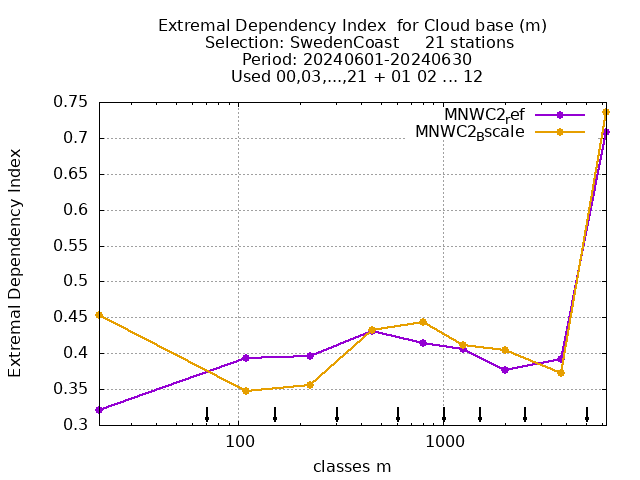 Extremal Dependency Index  for Cloud base (m)
Selection: SwedenCoast     21 stations
Period: 20240601-20240630
Used 00,03,...,21 + 01 02 ... 12
MNWC2ref
MNWC2Bscale
0.75
0.7
0.65
0.6
0.55
0.5
0.45
0.4
0.35
0.3
Extremal Dependency Index
100
1000
classes m